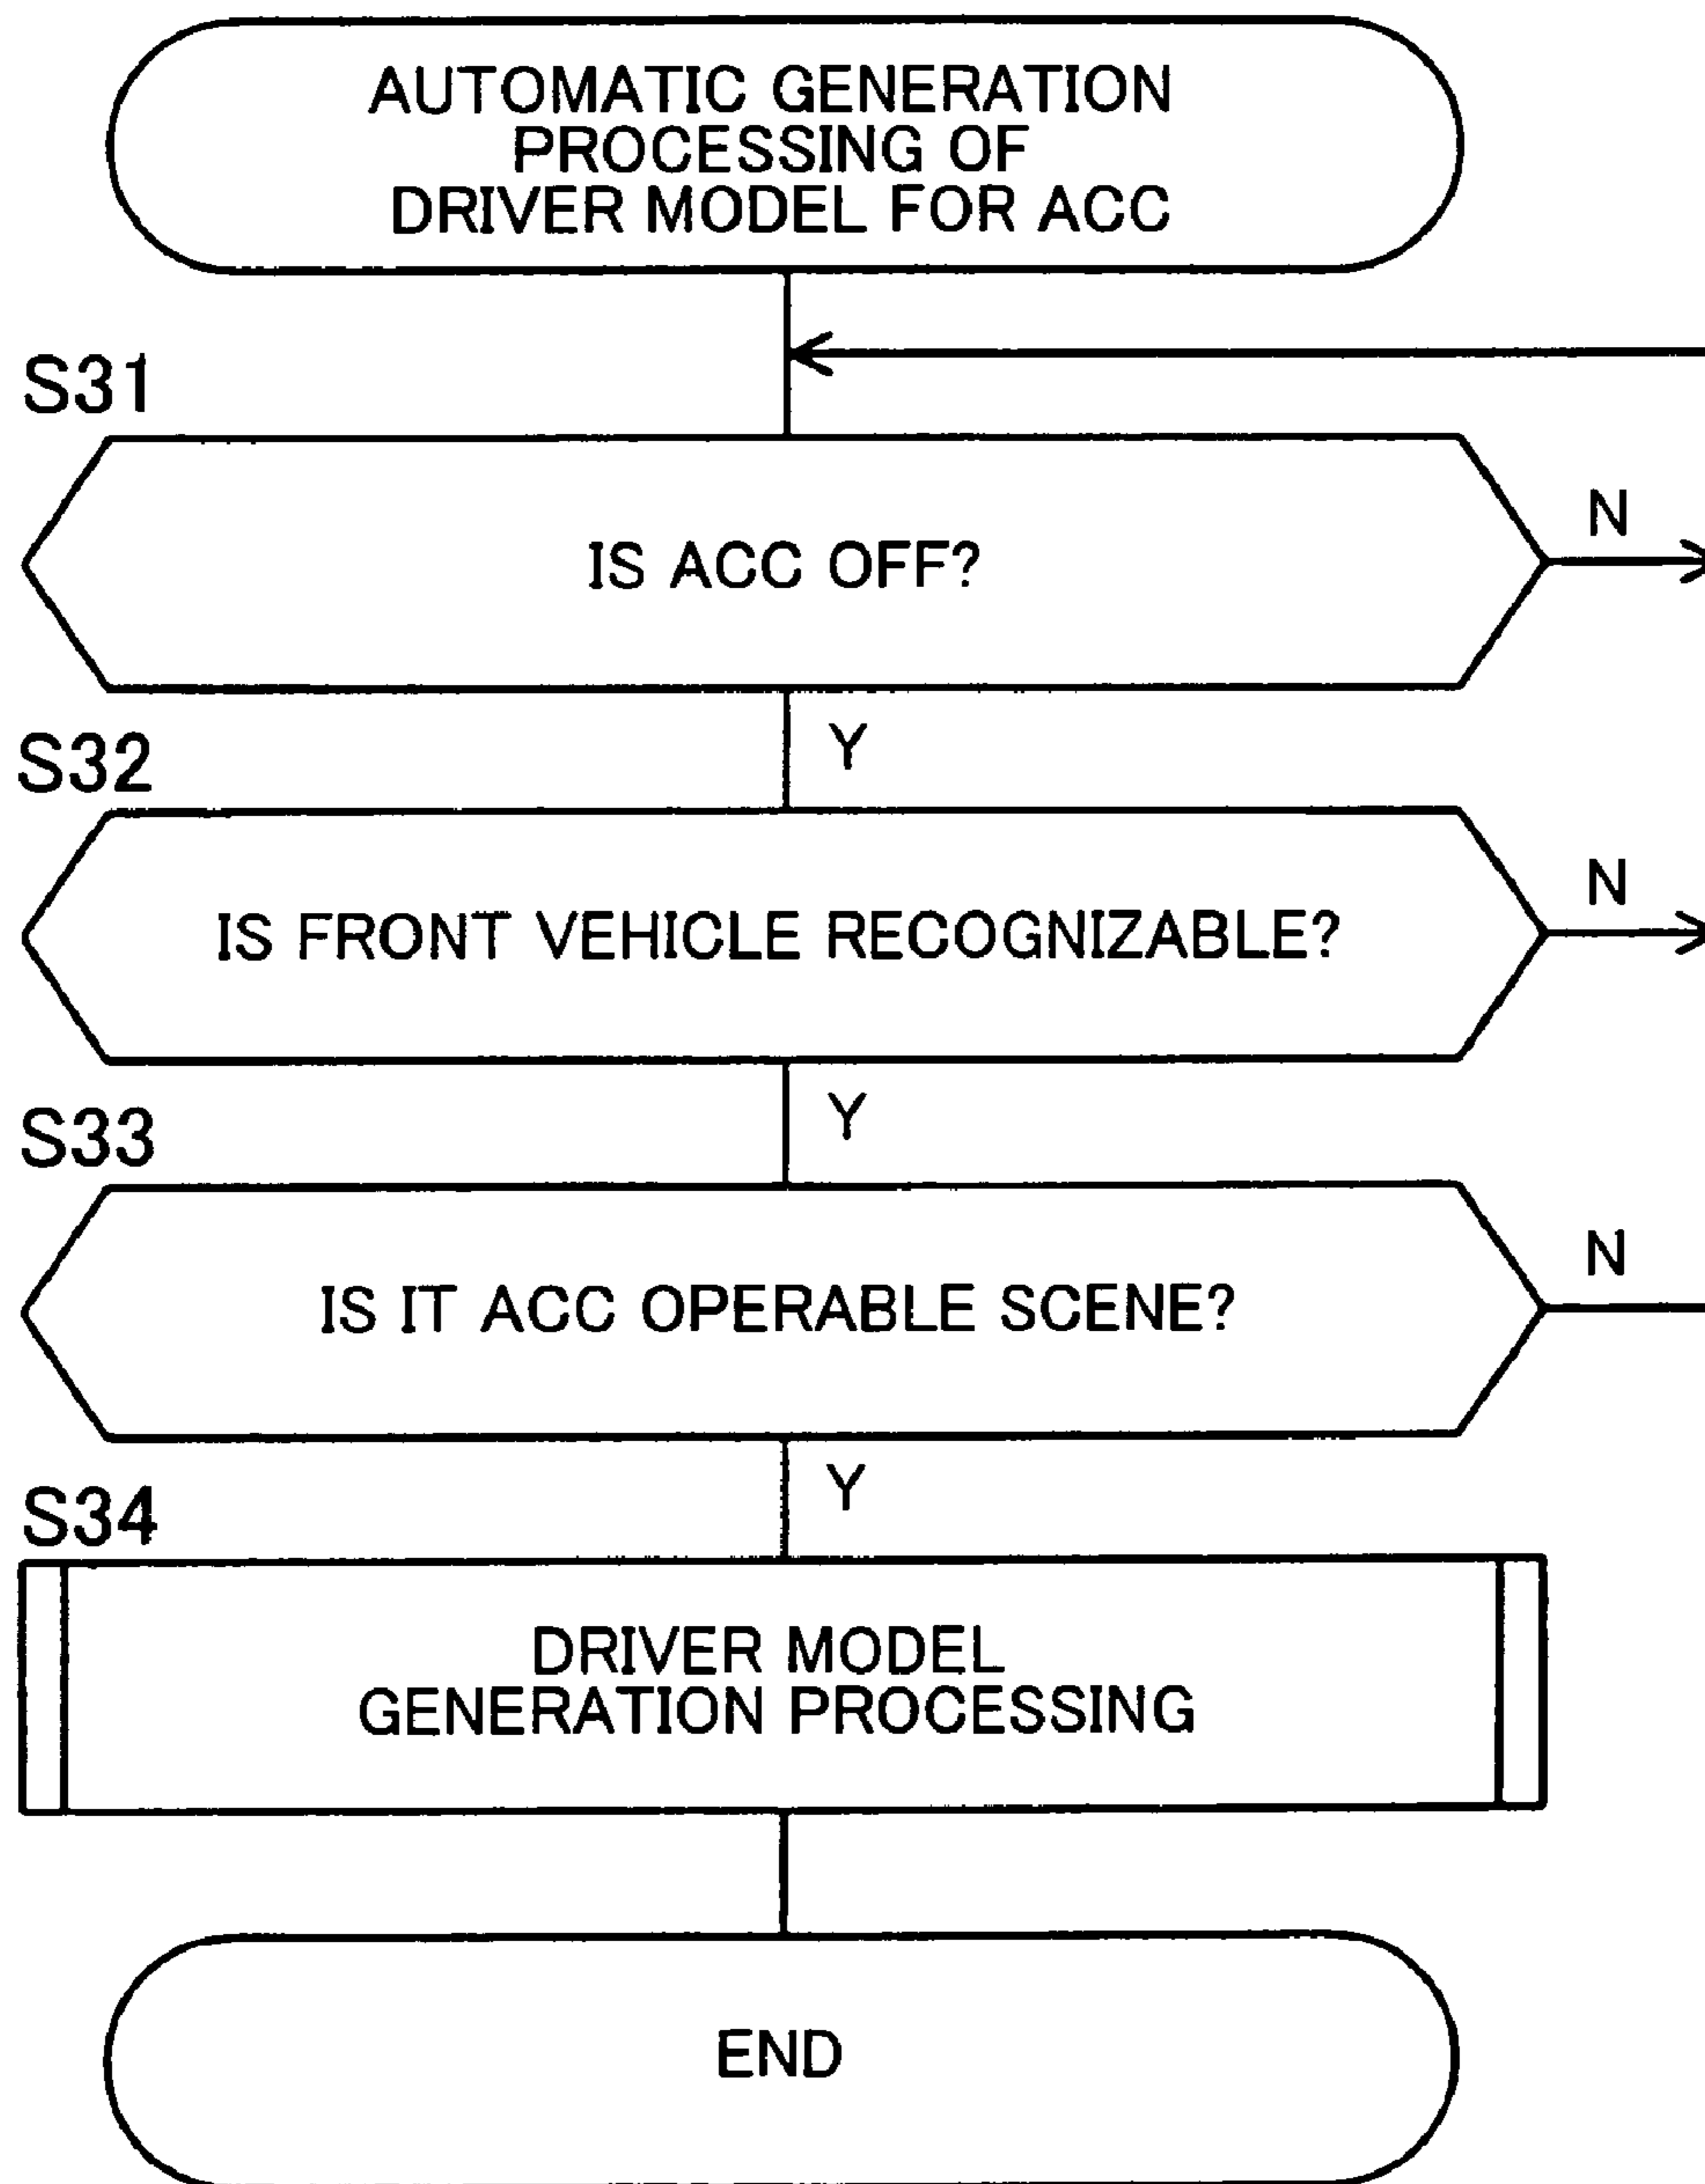 AUTOMATIC GENERATION
PROCESSING OF
DRIVER MODEL FOR ACC
S31
IS ACC OFF?
N
Y
S32
IS FRONT VEHICLE RECOGNIZABLE?
N
Y
S33
IS IT ACC OPERABLE SCENE?
N
Y
S34
DRIVER MODEL
GENERATION PROCESSING
END